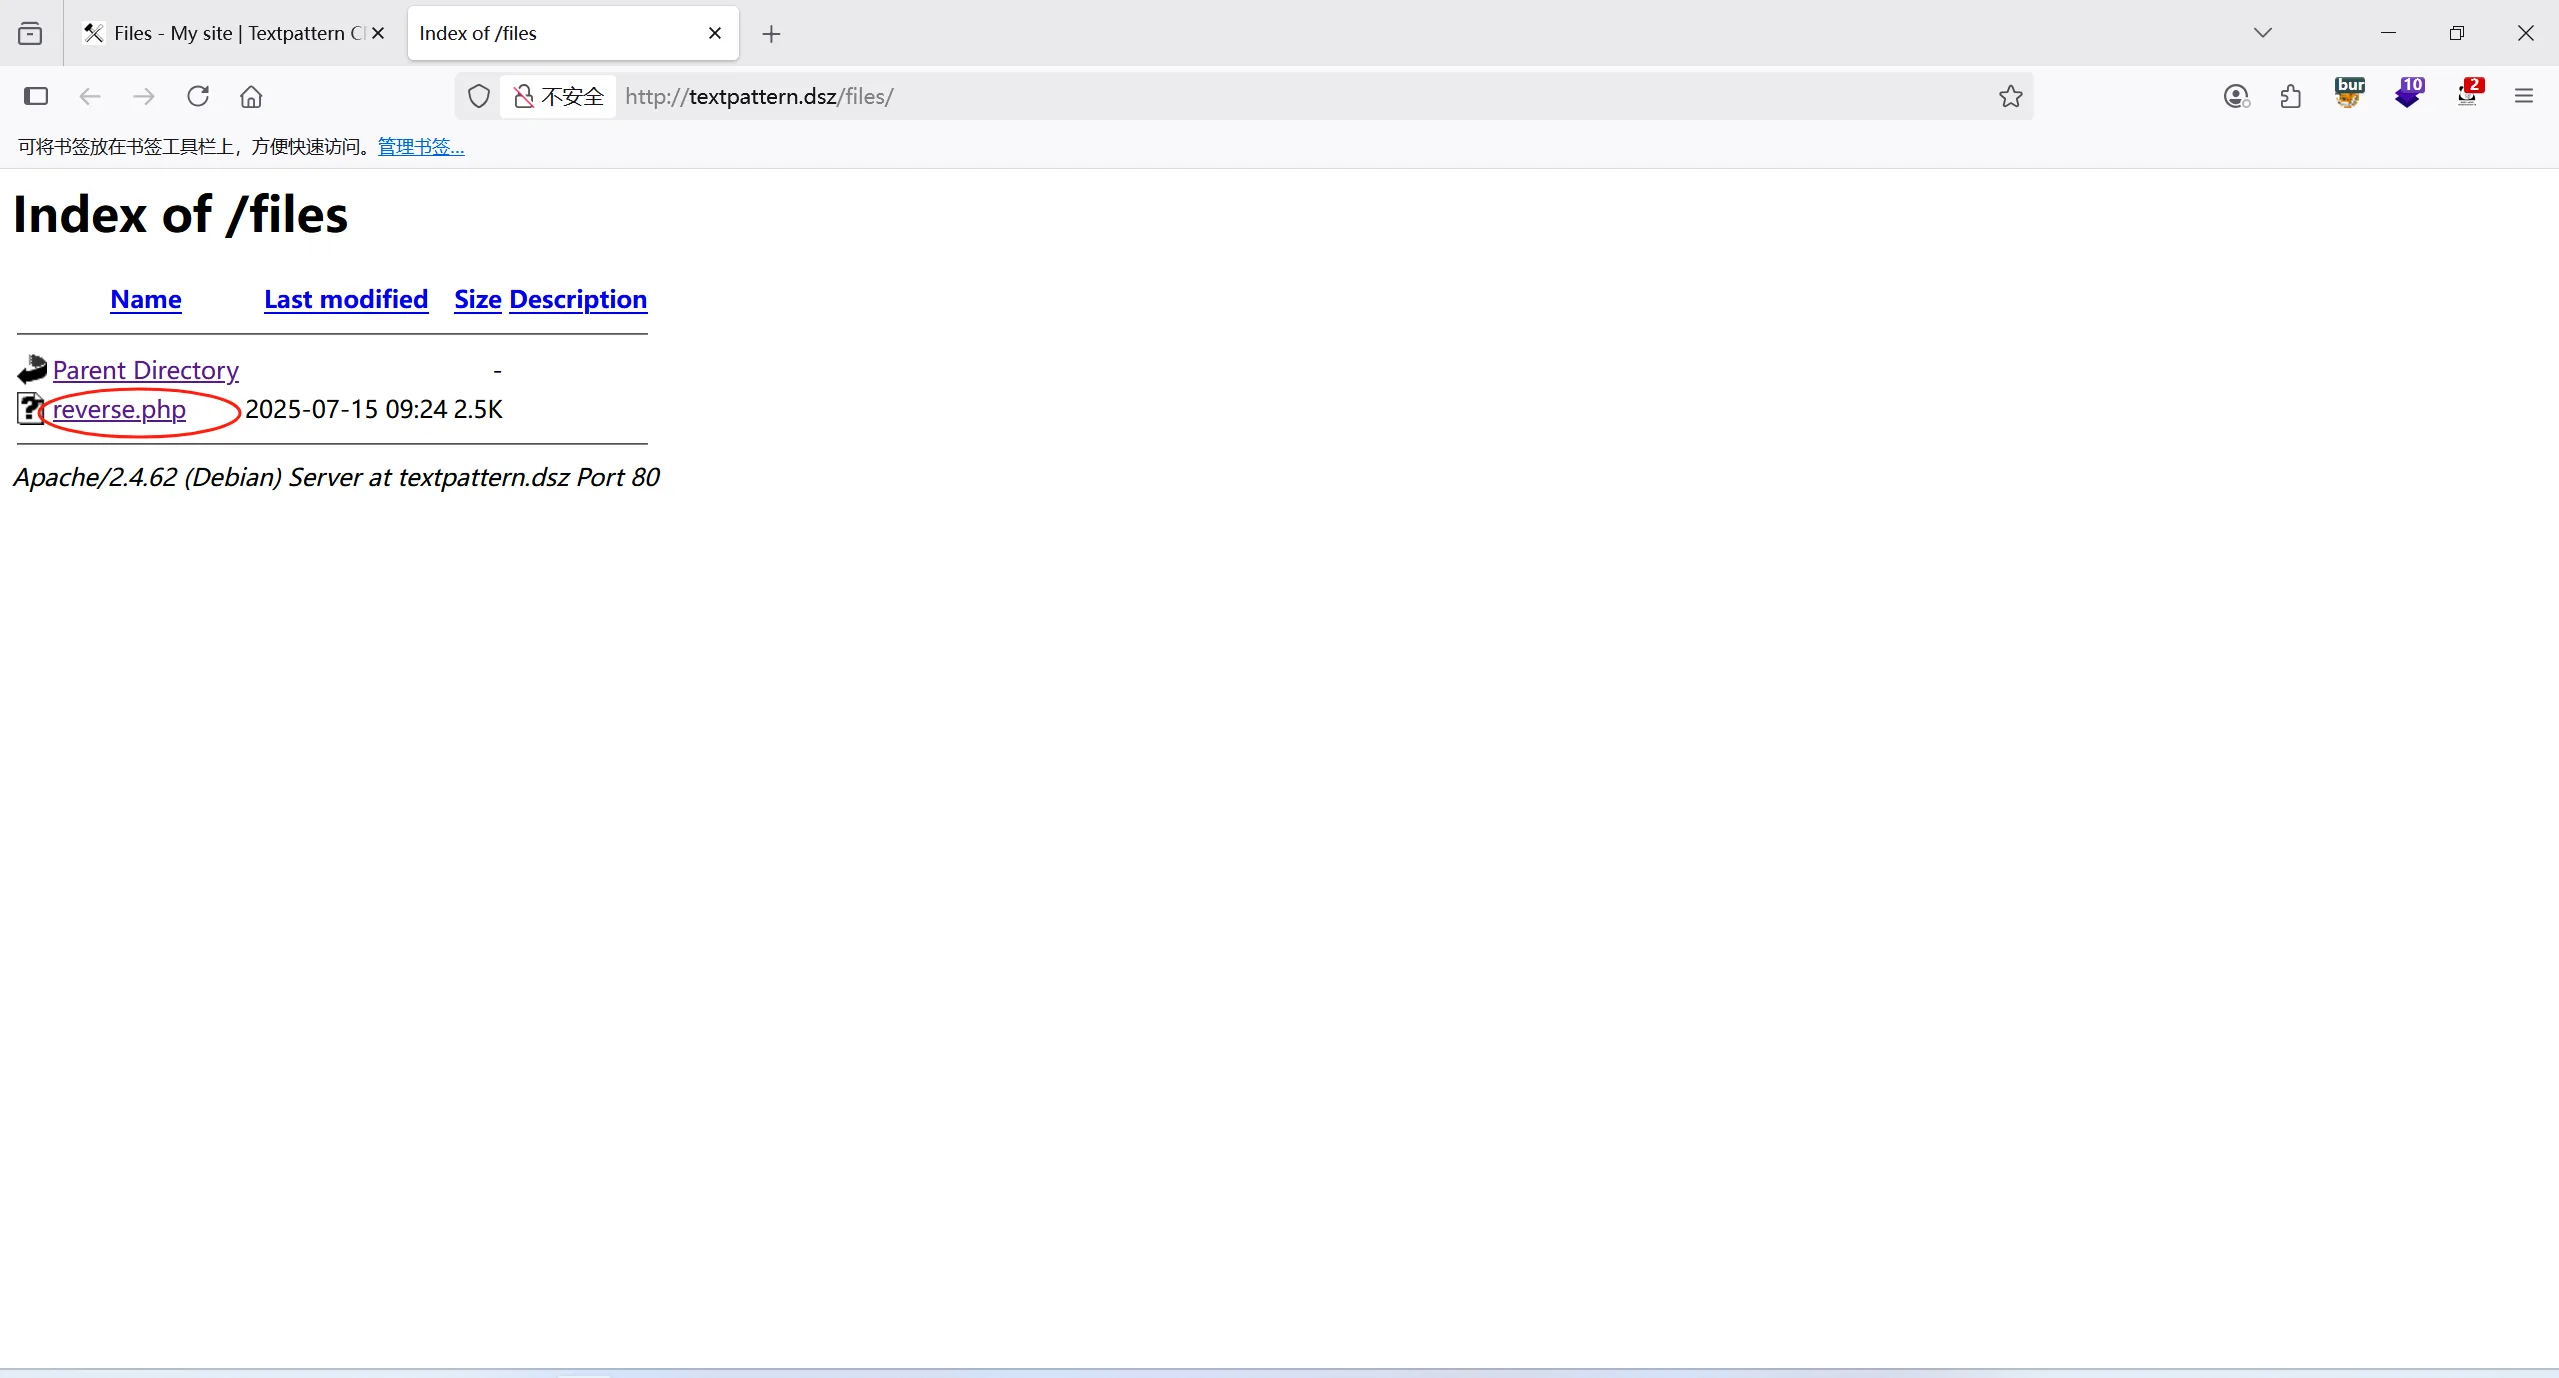 Files - My site | Textpattern C
Index of /files
不安全 http://textpattern.dsz/files/
bur
10
2
可将书签放在书签工具栏上，方便快速访问。管理书签...
Index of /files
Name Last modified Size Description
Parent Directory -
reverse.php 2025-07-15 09:24 2.5K
Apache/2.4.62 (Debian) Server at textpattern.dsz Port 80